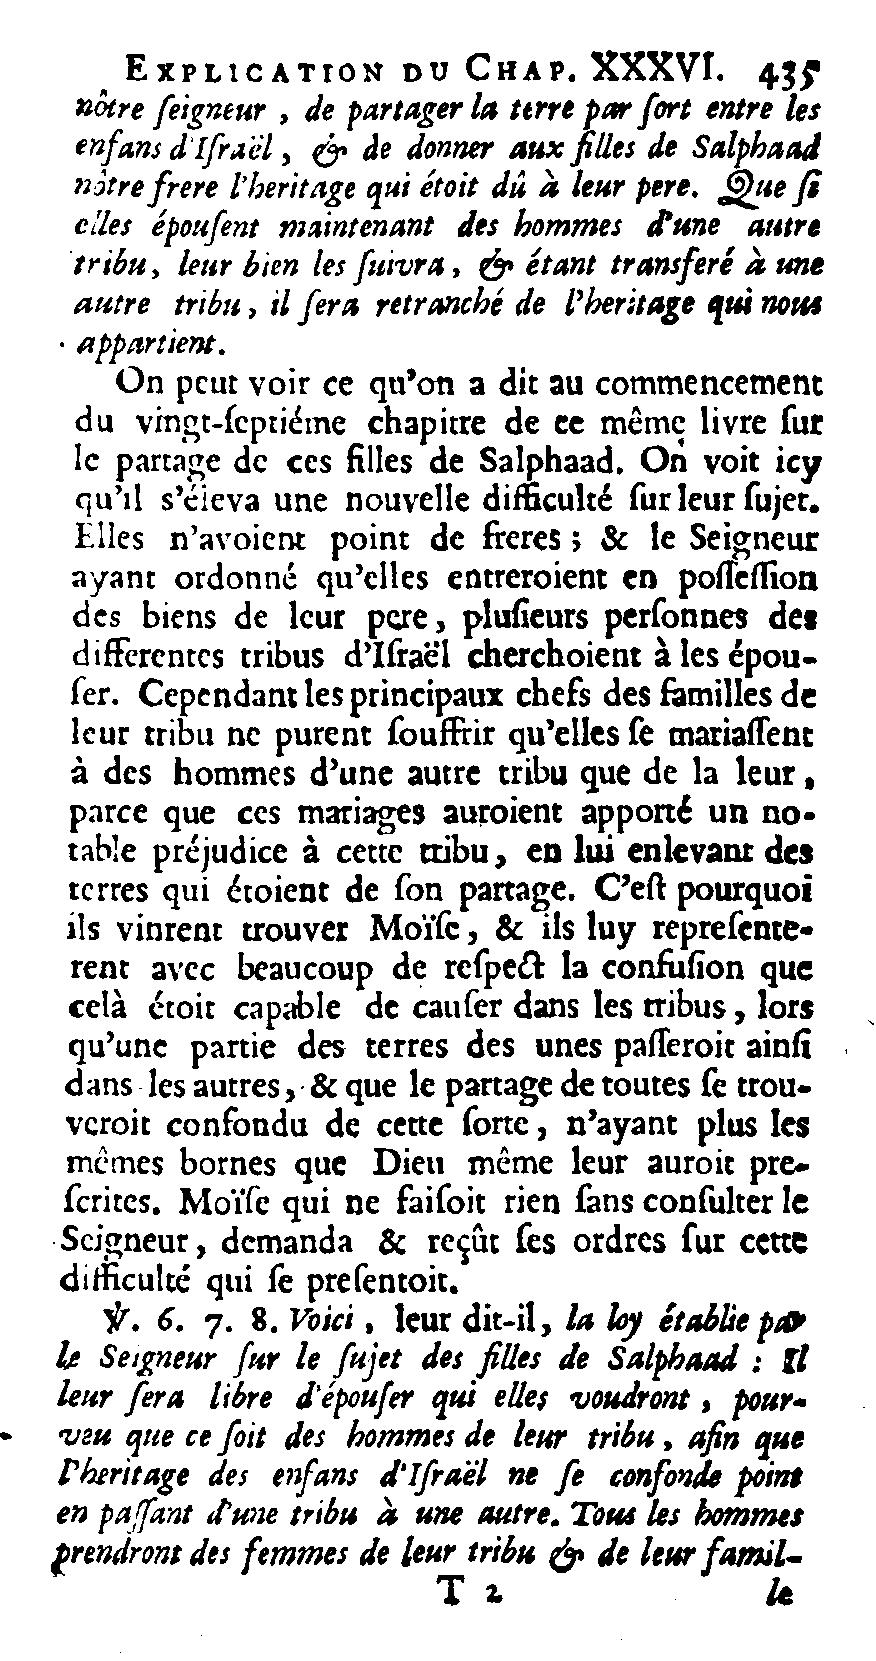 EXPLICATION DU CHAP. XXXVI. 435
nôtre ſeigneur , de partager la terre par ſort entre les
enfans d'Iſraël , & de donner aux filles de Salphaad
nôtre frere l'heritage qui étoit dû à leur pere. Que ſi
elles épouſent maintenant des hommes d'une autre
tribu, leur bien les ſuivra, & étant transferé à une
autre tribu, il ſera retranché de l'heritage qui nous
appartient.
On peut voir ce qu'on a dit au commencement
du vingt-ſeptiéme chapitre de ce même livre ſur
le partage de ces filles de Salphaad. On voit icy
qu'il s'éleva une nouvelle difficulté ſur leur ſujet.
Elles n'avoient point de freres ; & le Seigneur
ayant ordonné qu'elles entreroient en poſſeſſion
des biens de leur pere, pluſieurs perſonnes des
differentes tribus d'Iſraël cherchoient à les épou-
ſer. Cependant les principaux chefs des familles de
leur tribu ne purent ſouffrir qu'elles ſe mariaſſent
à des hommes d'une autre tribu que de la leur,
parce que ces mariages auroient apporté un no-
table préjudice à cette tribu, en lui enlevant des
terres qui étoient de ſon partage. C'eſt pourquoi
ils vinrent trouver Moïſe, & ils luy repreſente-
rent avec beaucoup de reſpect la confuſion que
celà étoit capable de cauſer dans les tribus, lors
qu'une partie des terres des unes paſſeroit ainſi
dans les autres, & que le partage de toutes ſe trou-
veroit confondu de cette ſorte, n'ayant plus les
mêmes bornes que Dieu même leur auroit pre-
ſcrites. Moïſe qui ne faiſoit rien ſans conſulter le
Seigneur, demanda & reçût ſes ordres ſur cette
difficulté qui ſe preſentoit.
℣. 6. 7. 8. Voici, leur dit-il, la loy établie par
le Seigneur ſur le ſujet des filles de Salphaad : Il
leur ſera libre d'épouſer qui elles voudront , pour-
veu que ce ſoit des hommes de leur tribu , afin que
l'heritage des enfans d'Iſraël ne ſe confonde point
en paſſant d'une tribu à une autre. Tous les hommes
prendront des femmes de leur tribu & de leur famil-
T 2 le